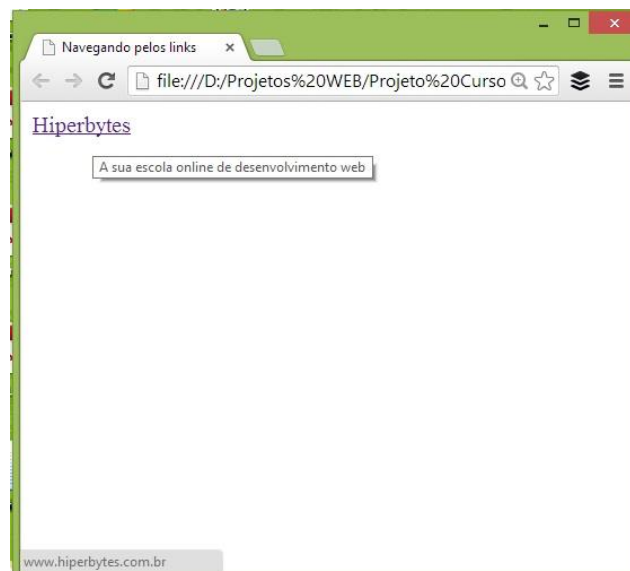 Navegando pelos links
file:///D:/Projetos%20WEB/Projeto%20Curso
Hiperbytes
A sua escola online de desenvolvimento web
www.hiperbytes.com.br